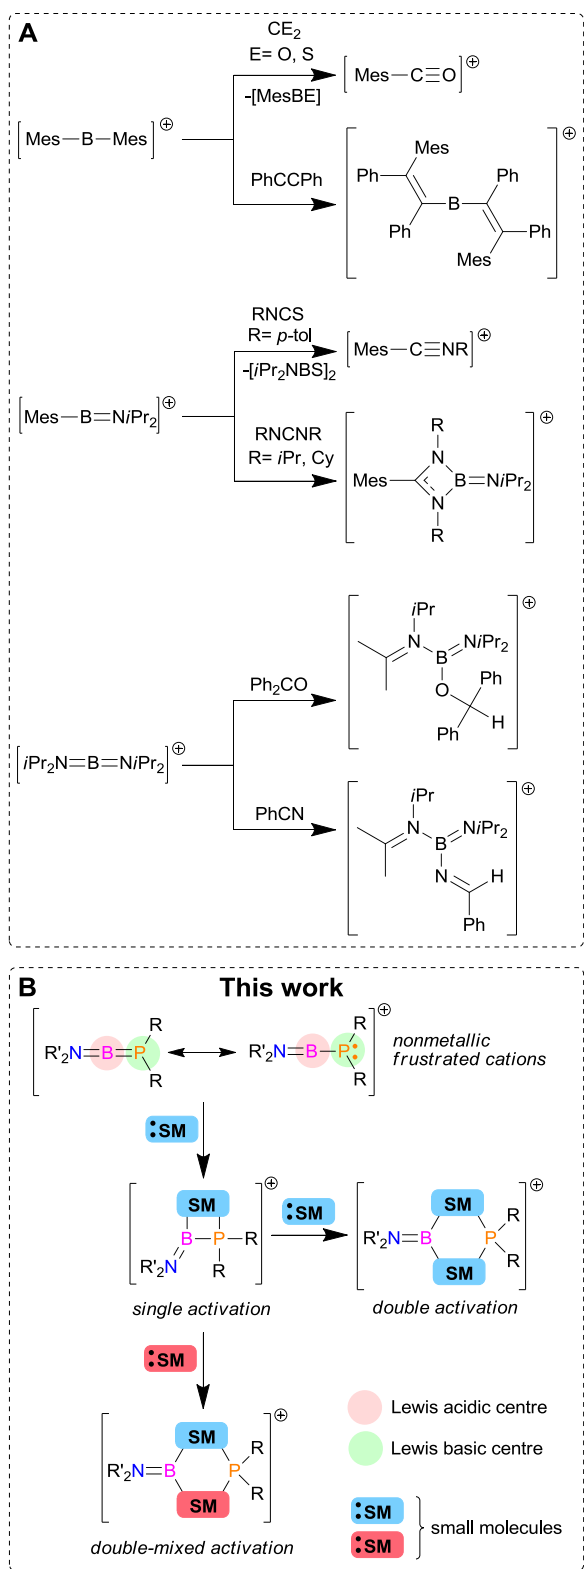 A
CE2
E= O, S
-[MesBE]
[Mes—B—Mes]⊕
[Mes—C≡O]⊕
PhCCPh
Mes
Ph
Ph
B
Ph
Ph
Mes
⊕
RNCS
R= p-tol
-[iPr2NBS]2
[Mes—B=NiPr2]⊕
[Mes—C≡NR]⊕
RNCNR
R= iPr, Cy
R
N
Mes
B=NiPr2
N
R
⊕
[iPr2N=B=NiPr2]⊕
Ph2CO
iPr
N
B
NiPr2
O
Ph
Ph
H
⊕
PhCN
iPr
N
B
NiPr2
N
H
Ph
⊕
B
This work
R'2N=B=P
R
R
R'2N=B—P:
R
R
⊕
nonmetallic
frustrated cations
:SM
SM
B—P—R
R'2N
R
⊕
:SM
SM
R'2N=B
P
R
R
SM
⊕
single activation
double activation
:SM
SM
R'2N=B
P
R
R
SM
⊕
double-mixed activation
Lewis acidic centre
Lewis basic centre
:SM
:SM
small molecules